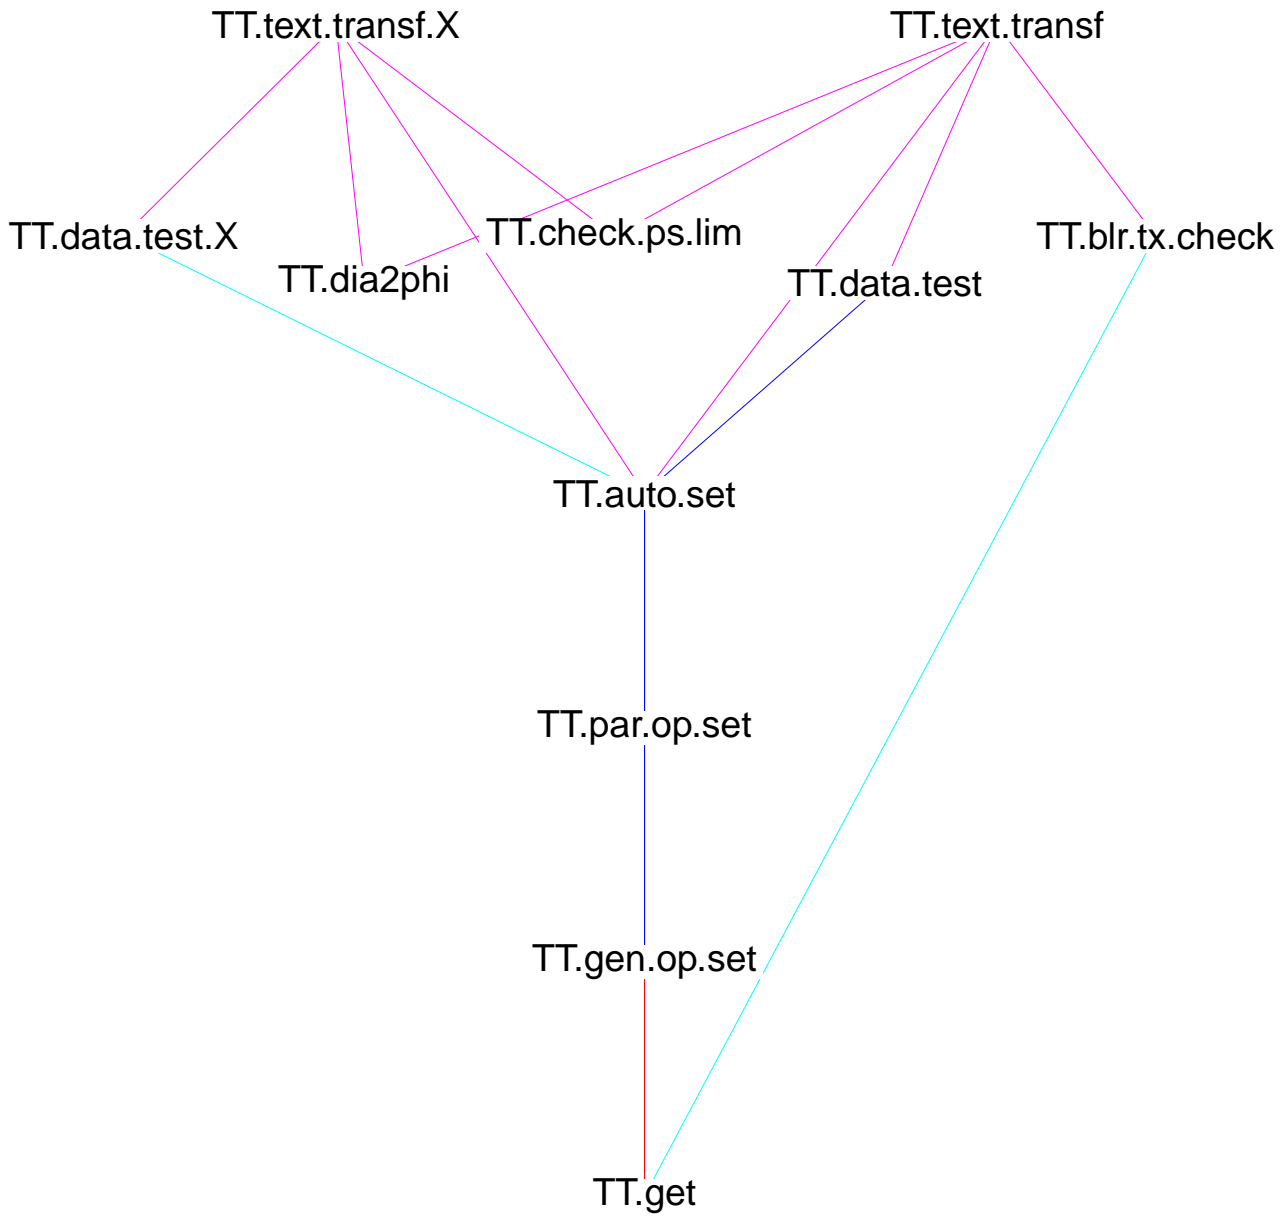 TT.text.transf.X
TT.text.transf
TT.data.test.X
TT.check.ps.lim
TT.blr.tx.check
TT.dia2phi
TT.data.test
TT.auto.set
TT.par.op.set
TT.gen.op.set
TT.get